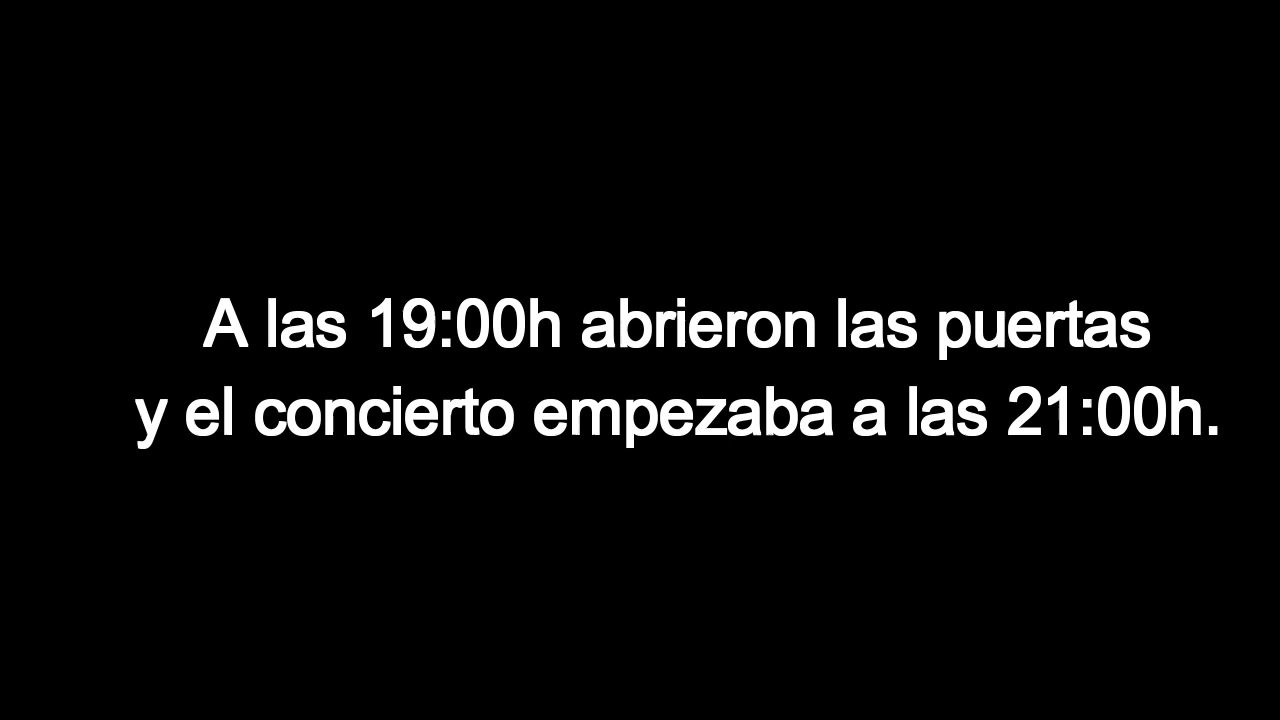 A las 19:00h abrieron las puertas
y el concierto empezaba a las 21:00h.